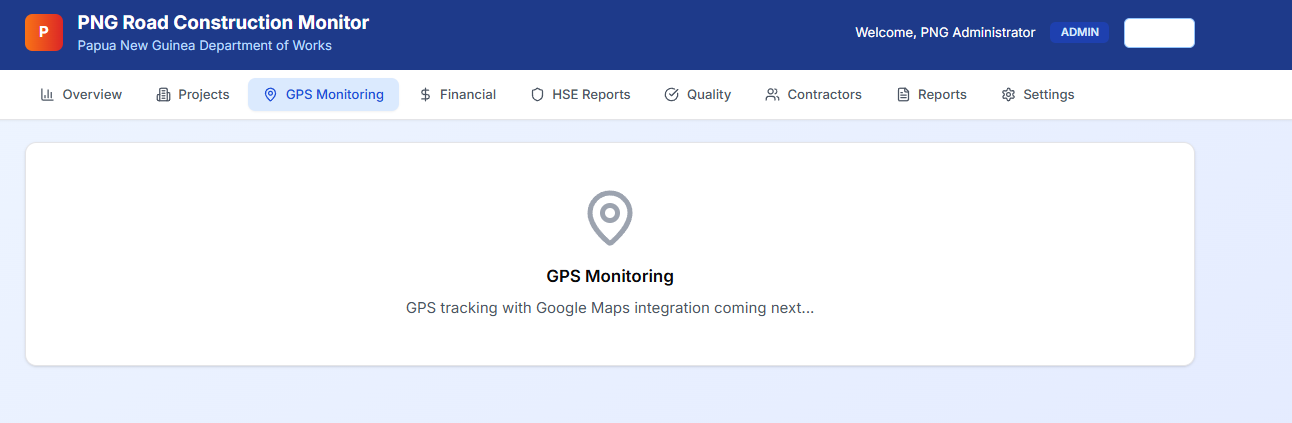 P
PNG Road Construction Monitor
Papua New Guinea Department of Works
Welcome, PNG Administrator
ADMIN
Overview
Projects
GPS Monitoring
Financial
HSE Reports
Quality
Contractors
Reports
Settings
GPS Monitoring
GPS tracking with Google Maps integration coming next...